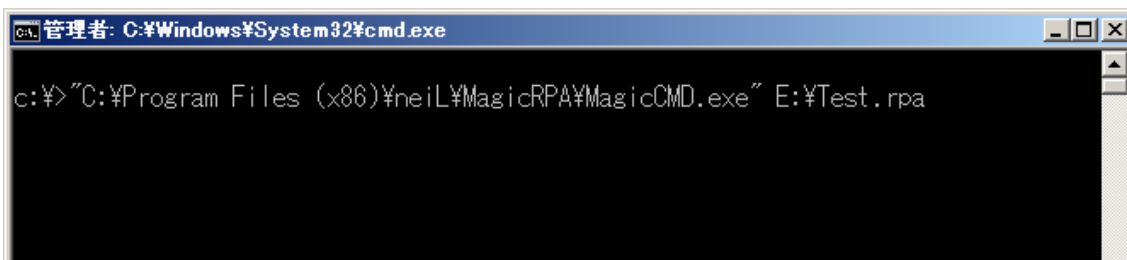 管理者: C:¥Windows¥System32¥cmd.exe
c:¥>"C:¥Program Files (x86)¥neiL¥MagicRPA¥MagicCMD.exe" E:¥Test.rpa